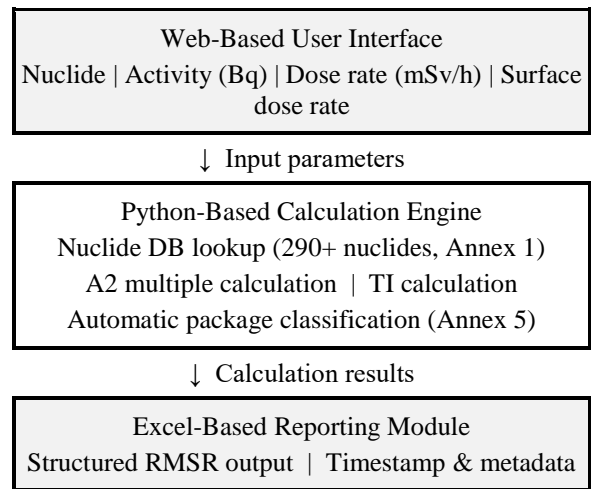 Web-Based User Interface
Nuclide | Activity (Bq) | Dose rate (mSv/h) | Surface
dose rate
↓ Input parameters
Python-Based Calculation Engine
Nuclide DB lookup (290+ nuclides, Annex 1)
A2 multiple calculation | TI calculation
Automatic package classification (Annex 5)
↓ Calculation results
Excel-Based Reporting Module
Structured RMSR output | Timestamp & metadata